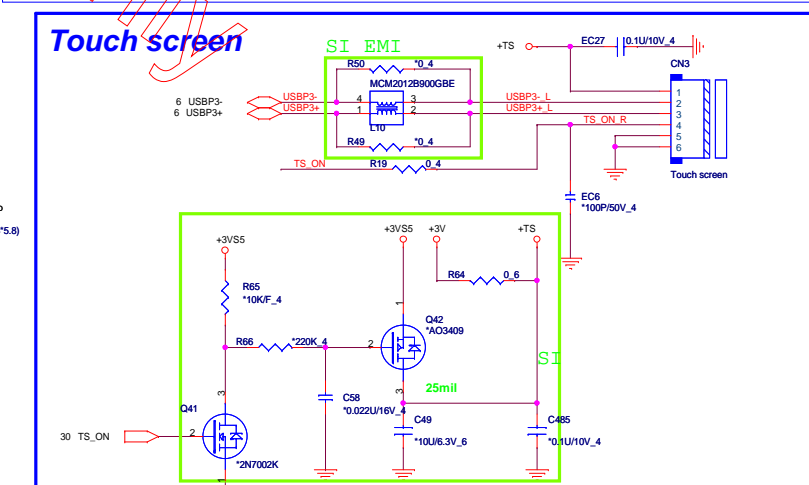 Touch screen
SI EMI
+TS
EC27
0.1U/10V_4
CN3
R50
*0_4
MCM2012B900GBE
6 USBP3-
USBP3-
4
3
USBP3-_L
6 USBP3+
USBP3+
1
2
USBP3+_L
L10
TS_ON_R
1
2
3
4
5
6
R49
*0_4
TS_ON
R19
0_4
Touch screen
EC6
*100P/50V_4
*5.8)
+3VS5
+3VS5
+3V
+TS
R65
*10K/F_4
R64
0_6
1
Q42
*AO3409
R66
*220K_4
2
SI
3
25mil
3
C58
*0.022U/16V_4
Q41
C49
*10U/6.3V_6
C485
*0.1U/10V_4
30 TS_ON
2
*2N7002K
1